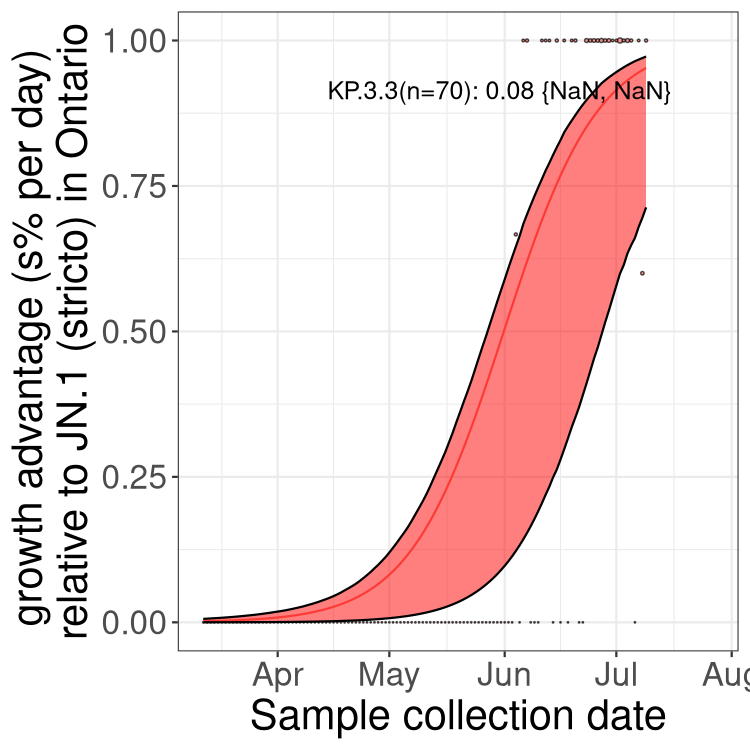 growth advantage (s% per day)
relative to JN.1 (stricto) in Ontario
1.00
0.75
0.50
0.25
0.00
KP.3.3(n=70): 0.08 {NaN, NaN}
Apr May Jun Jul Aug
Sample collection date